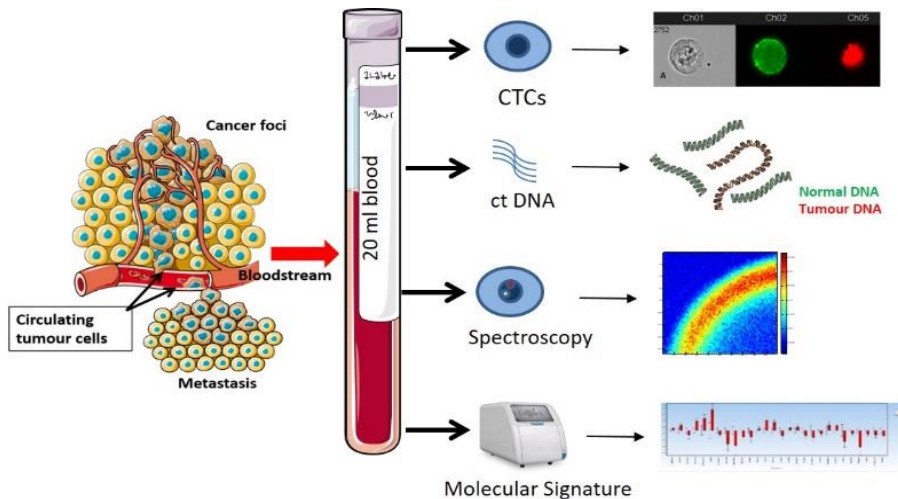 Cancer foci
Bloodstream
Circulating
tumour cells
Metastasis
20 ml blood
CTCs
Ch01
Ch02
Ch05
2752
A
ct DNA
Normal DNA
Tumour DNA
Spectroscopy
Molecular Signature